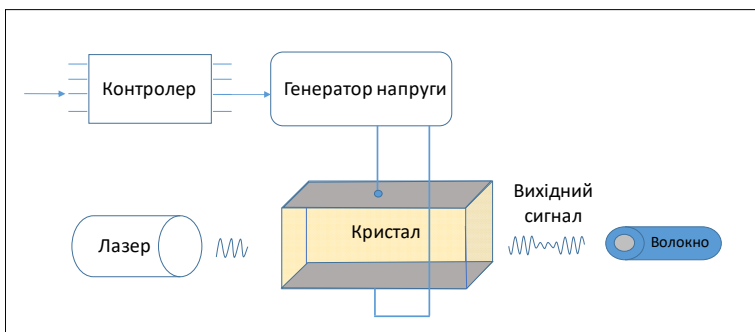 Контролер
Генератор напруги
Вихідний
сигнал
Лазер
Кристал
Волокно